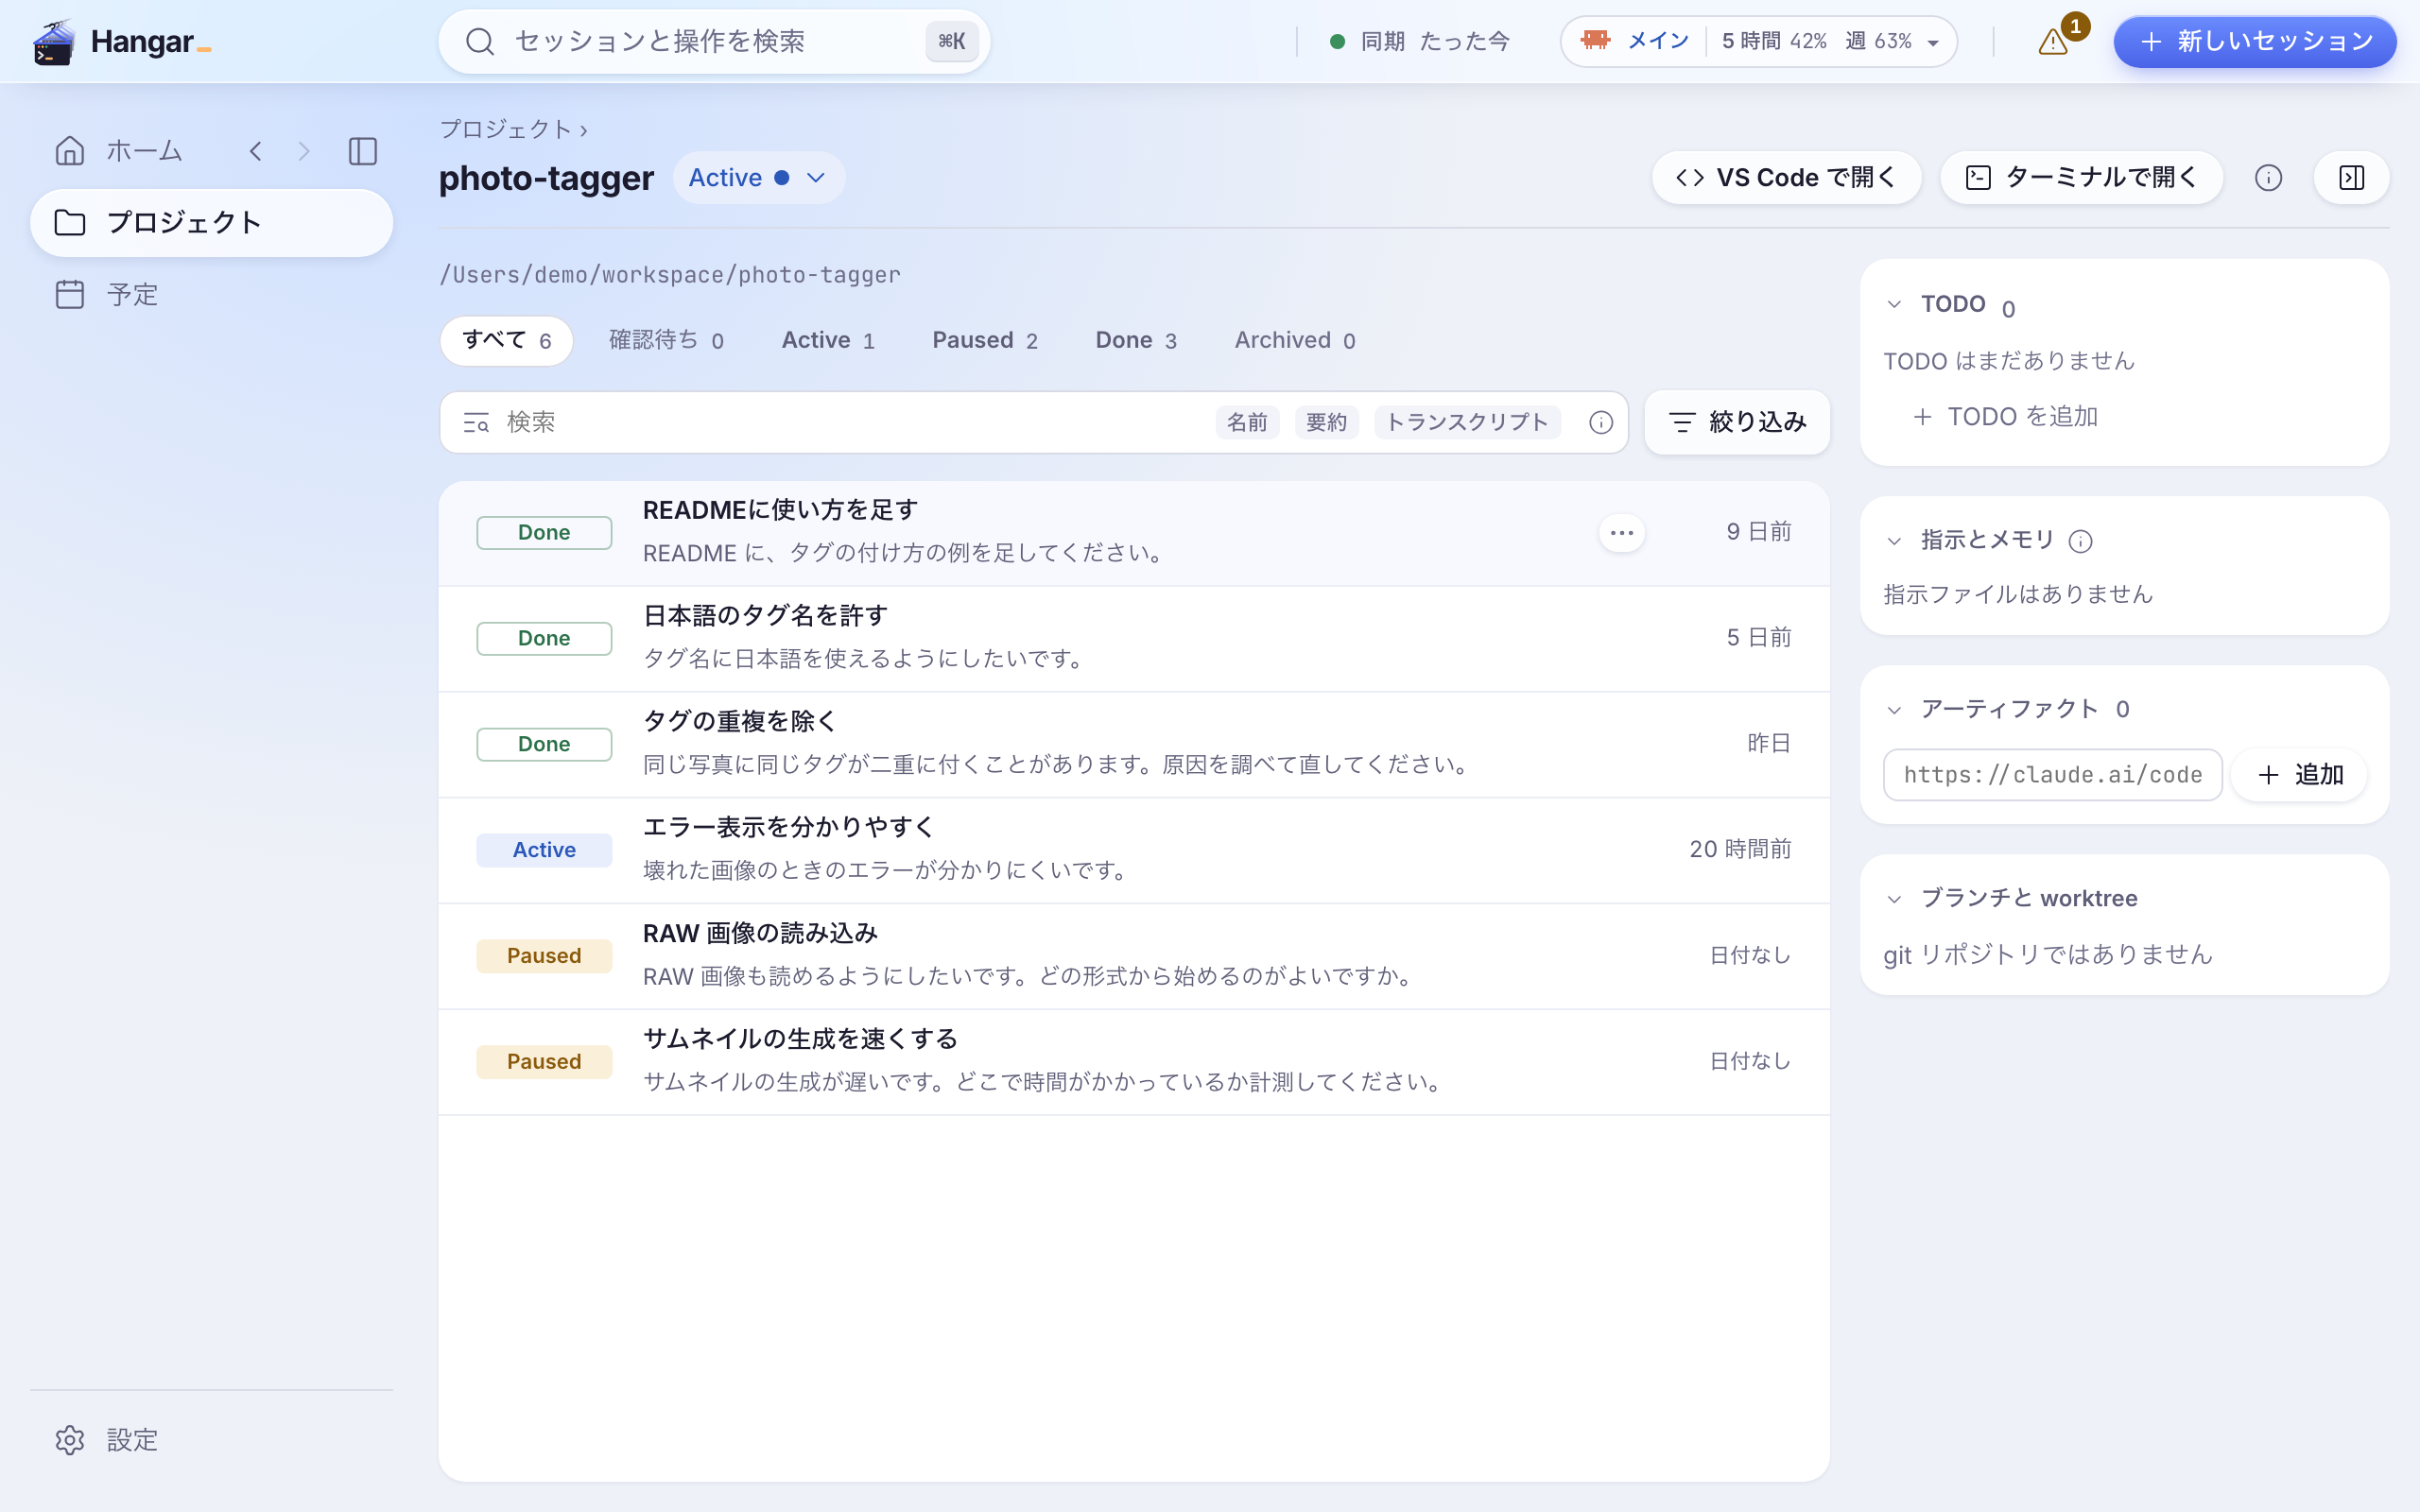 Hangar_
セッションと操作を検索 ⌘K
同期 たった今
メイン 5 時間 42% 週 63%
1
+ 新しいセッション
ホーム
プロジェクト
予定
設定
プロジェクト ›
photo-tagger Active
VS Code で開く
ターミナルで開く
/Users/demo/workspace/photo-tagger
すべて 6 確認待ち 0 Active 1 Paused 2 Done 3 Archived 0
検索 名前 要約 トランスクリプト
絞り込み
Done
READMEに使い方を足す
README に、タグの付け方の例を足してください。
9 日前
Done
日本語のタグ名を許す
タグ名に日本語を使えるようにしたいです。
5 日前
Done
タグの重複を除く
同じ写真に同じタグが二重に付くことがあります。原因を調べて直してください。
昨日
Active
エラー表示を分かりやすく
壊れた画像のときのエラーが分かりにくいです。
20 時間前
Paused
RAW 画像の読み込み
RAW 画像も読めるようにしたいです。どの形式から始めるのがよいですか。
日付なし
Paused
サムネイルの生成を速くする
サムネイルの生成が遅いです。どこで時間がかかっているか計測してください。
日付なし
TODO 0
TODO はまだありません
+ TODO を追加
指示とメモリ
指示ファイルはありません
アーティファクト 0
https://claude.ai/code
+ 追加
ブランチと worktree
git リポジトリではありません